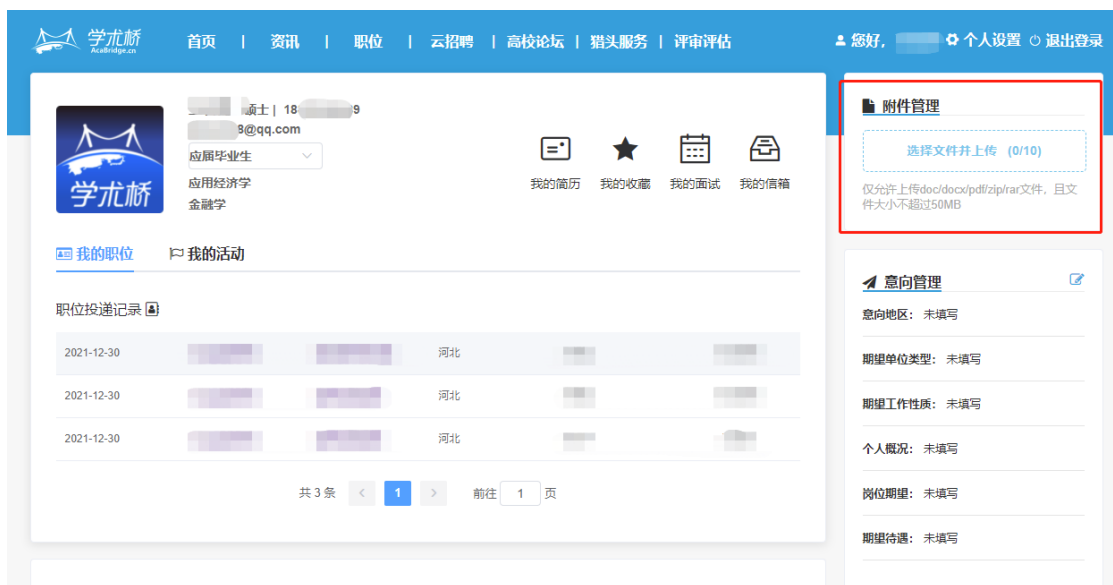 学术桥
AcaBridge.cn
首页 | 资讯 | 职位 | 云招聘 | 高校论坛 | 猎头服务 | 评审评估
您好, 个人设置 退出登录
硕士 | 18 9
8@qq.com
应届毕业生
应用经济学
金融学
学术桥
我的简历 我的收藏 我的面试 我的信箱
我的职位 我的活动
职位投递记录
2021-12-30 河北
2021-12-30 河北
2021-12-30 河北
共 3 条 < 1 > 前往 1 页
附件管理
选择文件并上传 (0/10)
仅允许上传doc/docx/pdf/zip/rar文件，且文
件大小不超过50MB
意向管理
意向地区： 未填写
期望单位类型： 未填写
期望工作性质： 未填写
个人概况： 未填写
岗位期望： 未填写
期望待遇： 未填写